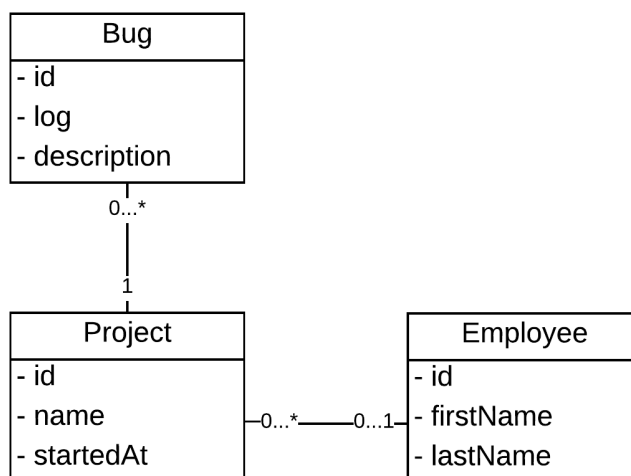 Bug
- id
- log
- description
0...*
1
Project
- id
- name
- startedAt
0...*
0...1
Employee
- id
- firstName
- lastName